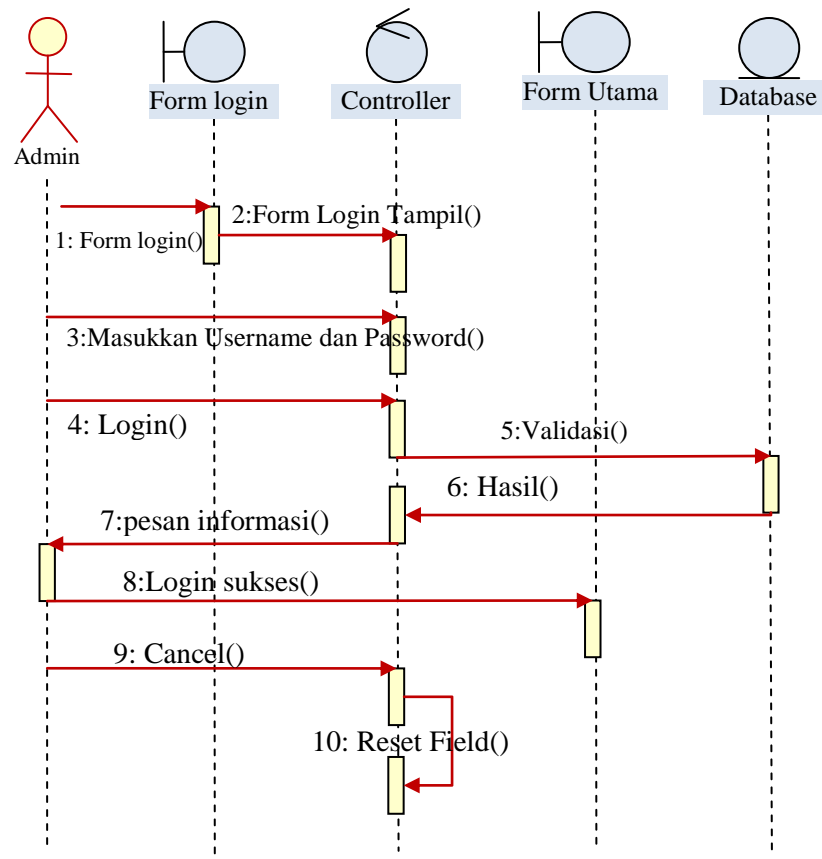 Form login
Controller
Form Utama
Database
Admin
2:Form Login Tampil()
1: Form login()
3:Masukkan Username dan Password()
4: Login()
5:Validasi()
6: Hasil()
7:pesan informasi()
8:Login sukses()
9: Cancel()
10: Reset Field()